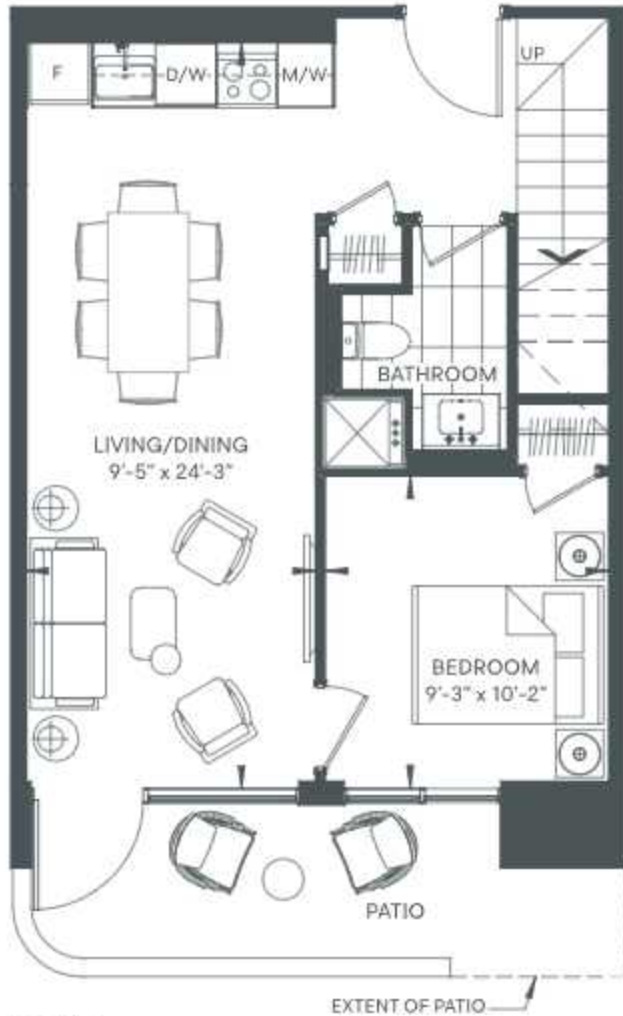 UP
F
D/W
M/W
BATHROOM
LIVING/DINING
9'-5" x 24'-3"
BEDROOM
9'-3" x 10'-2"
PATIO
EXTENT OF PATIO